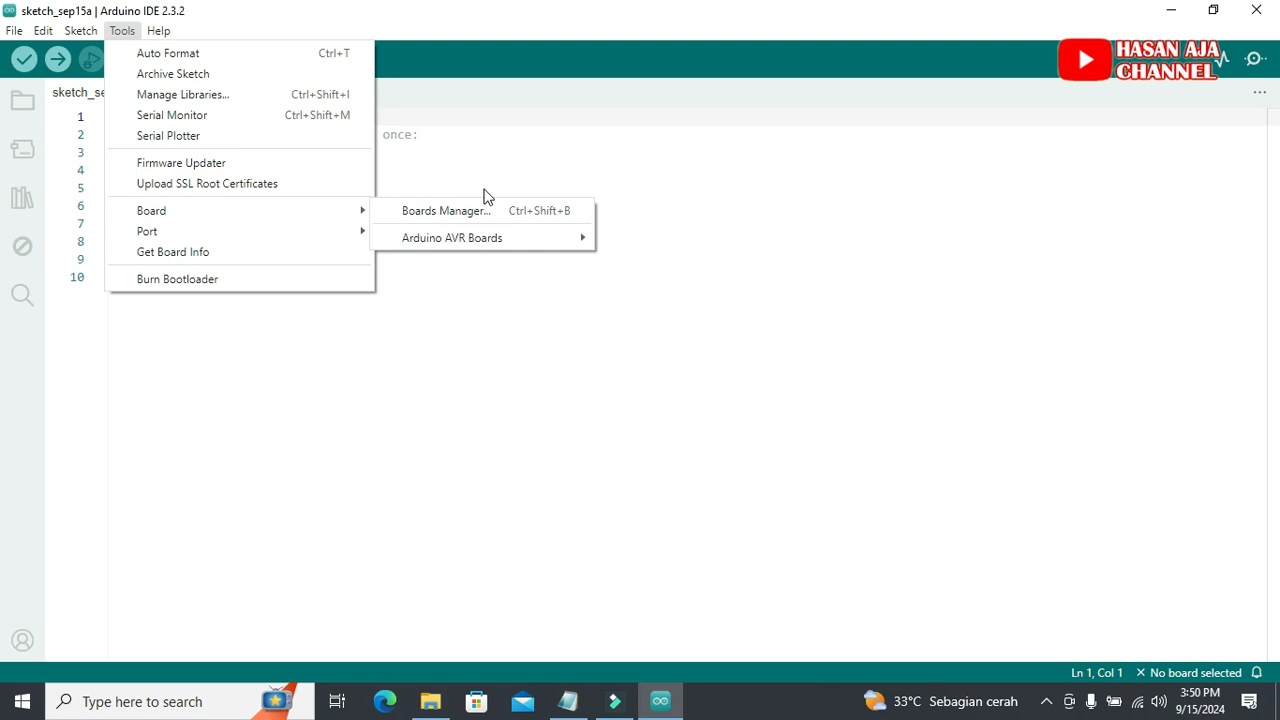 sketch_sep15a | Arduino IDE 2.3.2
File Edit Sketch Tools Help
HASAN AJA
CHANNEL
sketch_se
Auto Format Ctrl+T
Archive Sketch
Manage Libraries... Ctrl+Shift+I
Serial Monitor Ctrl+Shift+M
Serial Plotter
Firmware Updater
Upload SSL Root Certificates
Board
Port
Get Board Info
Burn Bootloader
Boards Manager... Ctrl+Shift+B
Arduino AVR Boards
1
2 once:
3
4
5
6
7
8
9
10
Ln 1, Col 1 × No board selected
Type here to search
33°C Sebagian cerah
3:50 PM
9/15/2024